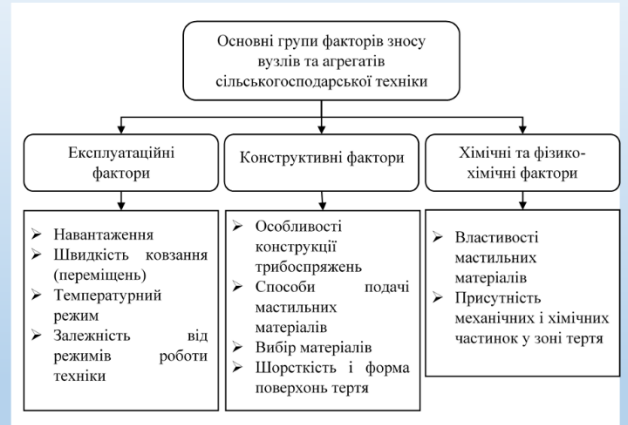 Основні групи факторів зносу
вузлів та агрегатів
сільськогосподарської техніки
Експлуатаційні
фактори
Конструктивні фактори
Хімічні та фізико-
хімічні фактори
➢ Навантаження
➢ Швидкість ковзання
(переміщень)
➢ Температурний
режим
➢ Залежність від
режимів роботи
техніки
➢ Особливості
конструкції
трибоспряжень
➢ Способи подачі
мастильних
матеріалів
➢ Вибір матеріалів
➢ Шорсткість і форма
поверхонь тертя
➢ Властивості
мастильних
матеріалів
➢ Присутність
механічних і хімічних
частинок у зоні тертя